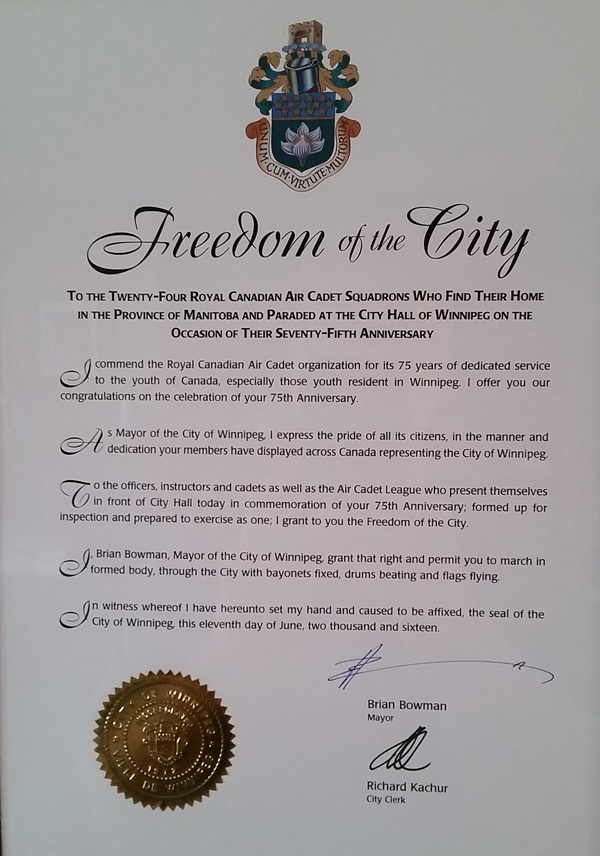 UNUM·CUM·VIRTUTE·MULTORUM
Freedom of the City
To the Twenty-Four Royal Canadian Air Cadet Squadrons Who Find Their Home
in the Province of Manitoba and Paraded at the City Hall of Winnipeg on the
Occasion of Their Seventy-Fifth Anniversary
I commend the Royal Canadian Air Cadet organization for its 75 years of dedicated service
to the youth of Canada, especially those youth resident in Winnipeg. I offer you our
congratulations on the celebration of your 75th Anniversary.
As Mayor of the City of Winnipeg, I express the pride of all its citizens, in the manner and
dedication your members have displayed across Canada representing the City of Winnipeg.
To the officers, instructors and cadets as well as the Air Cadet League who present themselves
in front of City Hall today in commemoration of your 75th Anniversary; formed up for
inspection and prepared to exercise as one; I grant to you the Freedom of the City.
I, Brian Bowman, Mayor of the City of Winnipeg, grant that right and permit you to march in
formed body, through the City with bayonets fixed, drums beating and flags flying.
In witness whereof I have hereunto set my hand and caused to be affixed, the seal of the
City of Winnipeg, this eleventh day of June, two thousand and sixteen.
Brian Bowman
Mayor
Richard Kachur
City Clerk